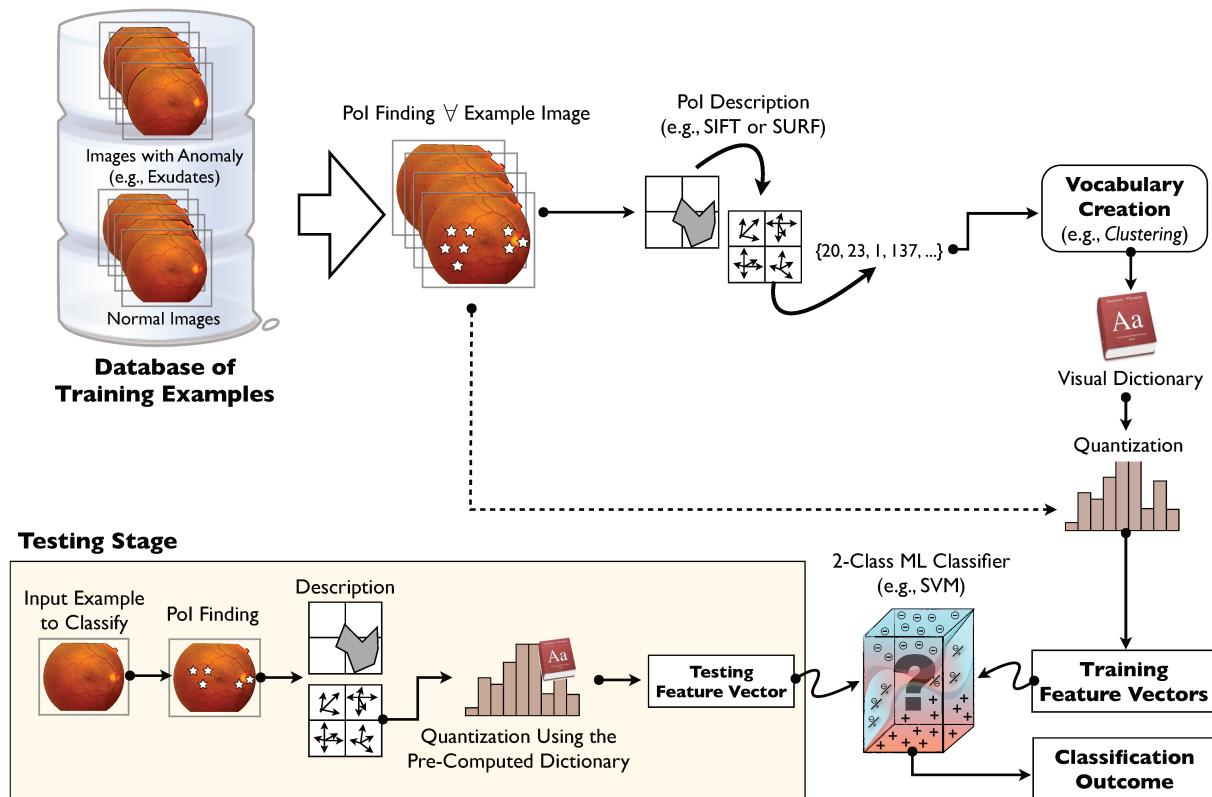 Images with Anomaly
(e.g., Exudates)
Normal Images
Database of
Training Examples
PoI Finding ∀ Example Image
PoI Description
(e.g., SIFT or SURF)
{20, 23, 1, 137, ...}
Vocabulary
Creation
(e.g., Clustering)
Aa
Visual Dictionary
Quantization
Testing Stage
Input Example
to Classify
PoI Finding
Description
Aa
Quantization Using the
Pre-Computed Dictionary
Testing
Feature Vector
2-Class ML Classifier
(e.g., SVM)
?
Training
Feature Vectors
Classification
Outcome